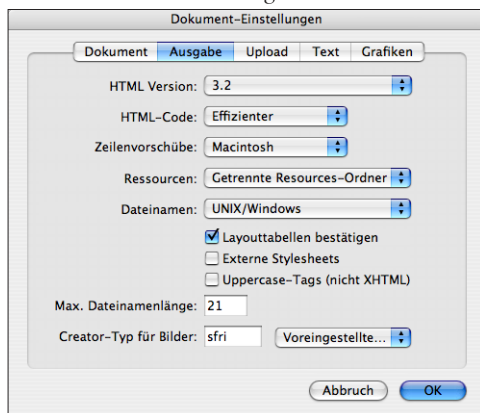 Dokument-Einstellungen
Dokument Ausgabe Upload Text Grafiken
HTML Version: 3.2
HTML-Code: Effizienter
Zeilenvorschübe: Macintosh
Ressourcen: Getrennte Resources-Ordner
Dateinamen: UNIX/Windows
Layouttabellen bestätigen
Externe Stylesheets
Uppercase-Tags (nicht XHTML)
Max. Dateinamenlänge: 21
Creator-Typ für Bilder: sfri Voreingestellte...
Abbruch OK